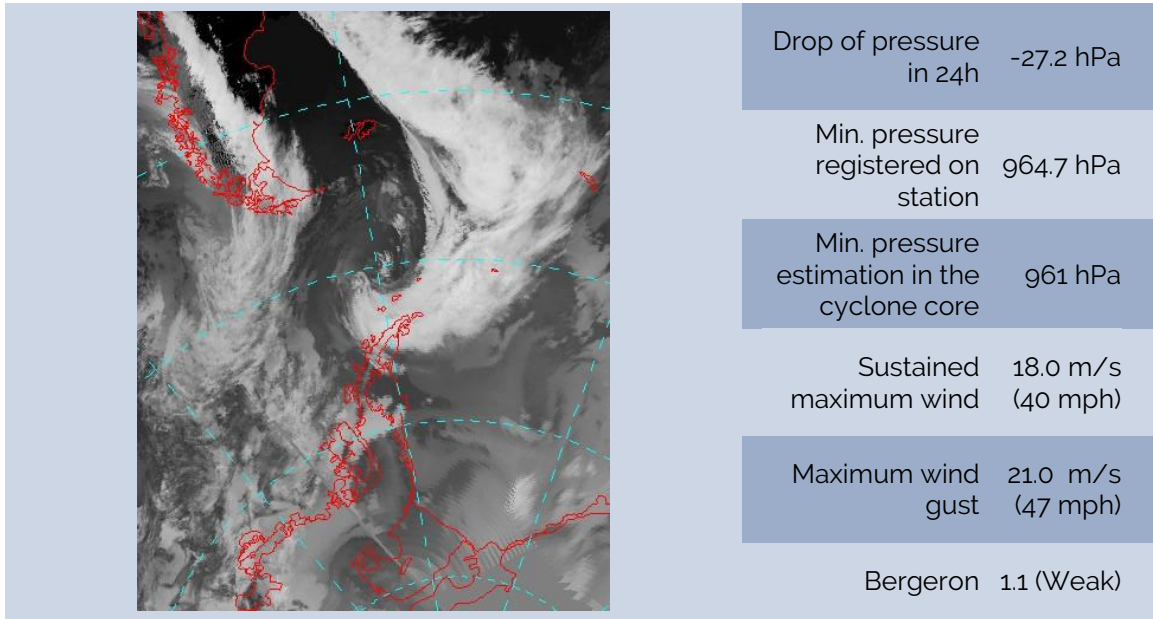 Drop of pressure
in 24h
-27.2 hPa
Min. pressure
registered on
station
964.7 hPa
Min. pressure
estimation in the
cyclone core
961 hPa
Sustained
maximum wind
18.0 m/s
(40 mph)
Maximum wind
gust
21.0 m/s
(47 mph)
Bergeron
1.1 (Weak)